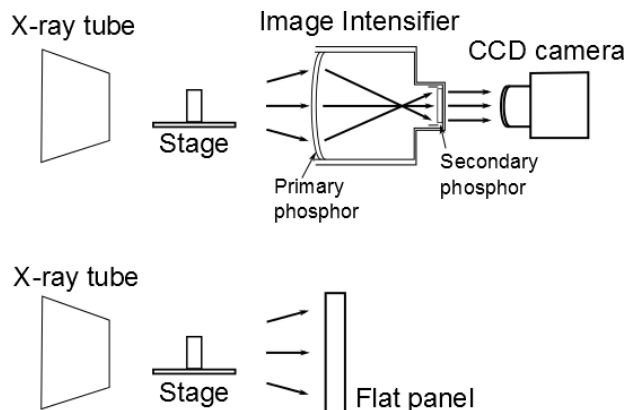 X-ray tube
Image Intensifier
CCD camera
Stage
Primary
phosphor
Secondary
phosphor
X-ray tube
Stage
Flat panel